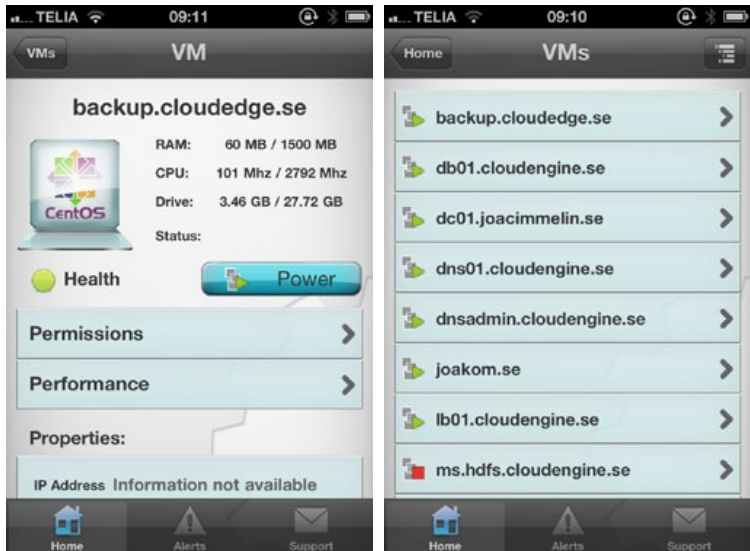 TELIA 09:11
VMs VM
backup.cloudedge.se
RAM: 60 MB / 1500 MB
CPU: 101 Mhz / 2792 Mhz
Drive: 3.46 GB / 27.72 GB
Status:
CentOS
Health
Power
Permissions
Performance
Properties:
IP Address Information not available
Home Alerts Support
TELIA 09:10
Home VMs
backup.cloudedge.se
db01.cloudengine.se
dc01.joacimmelin.se
dns01.cloudengine.se
dnsadmin.cloudengine.se
joakom.se
lb01.cloudengine.se
ms.hdfs.cloudengine.se
Home Alerts Support